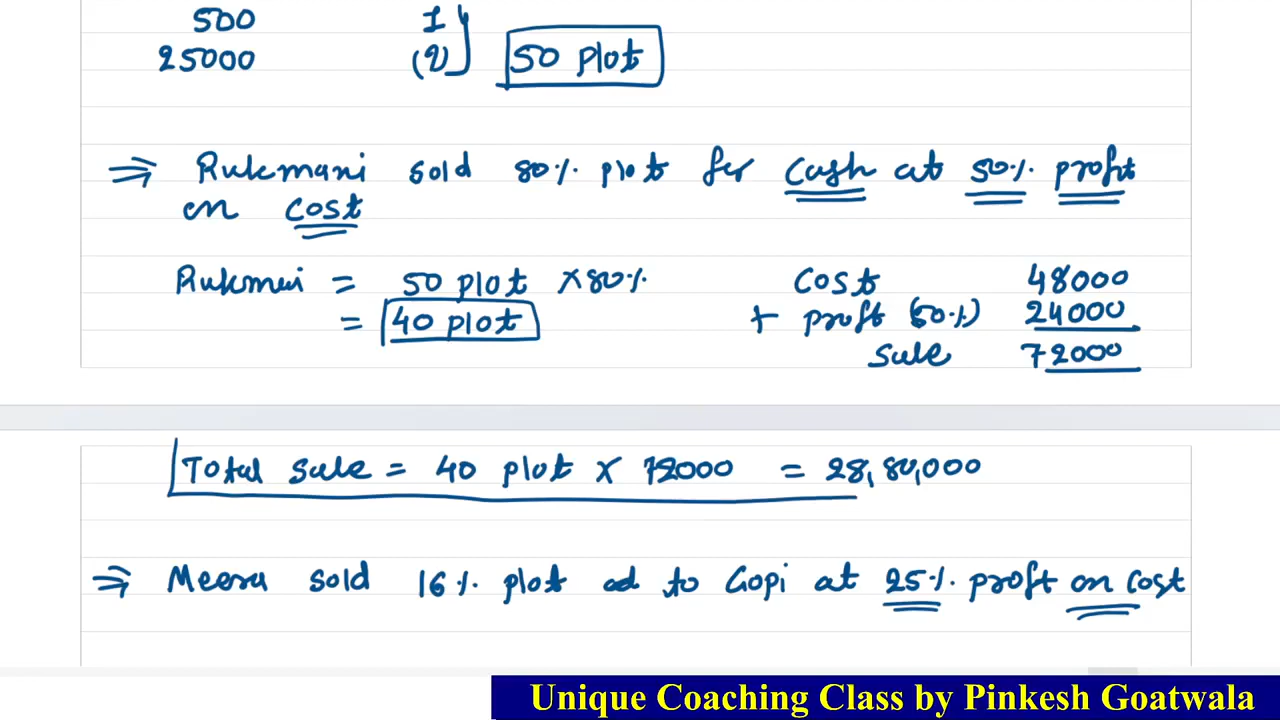 500 I
25000 (2) 50 plot
⇒ Rukmani sold 80% plot for cash at 50% profit
on cost
Rukmani = 50 plot × 80% Cost 48000
= 40 plot + profit (50%) 24000
Sale 72000
Total Sale = 40 plot × 72000 = 28,80,000
⇒ Meera sold 16% plot to Gopi at 25% profit on cost
Unique Coaching Class by Pinkesh Goatwala